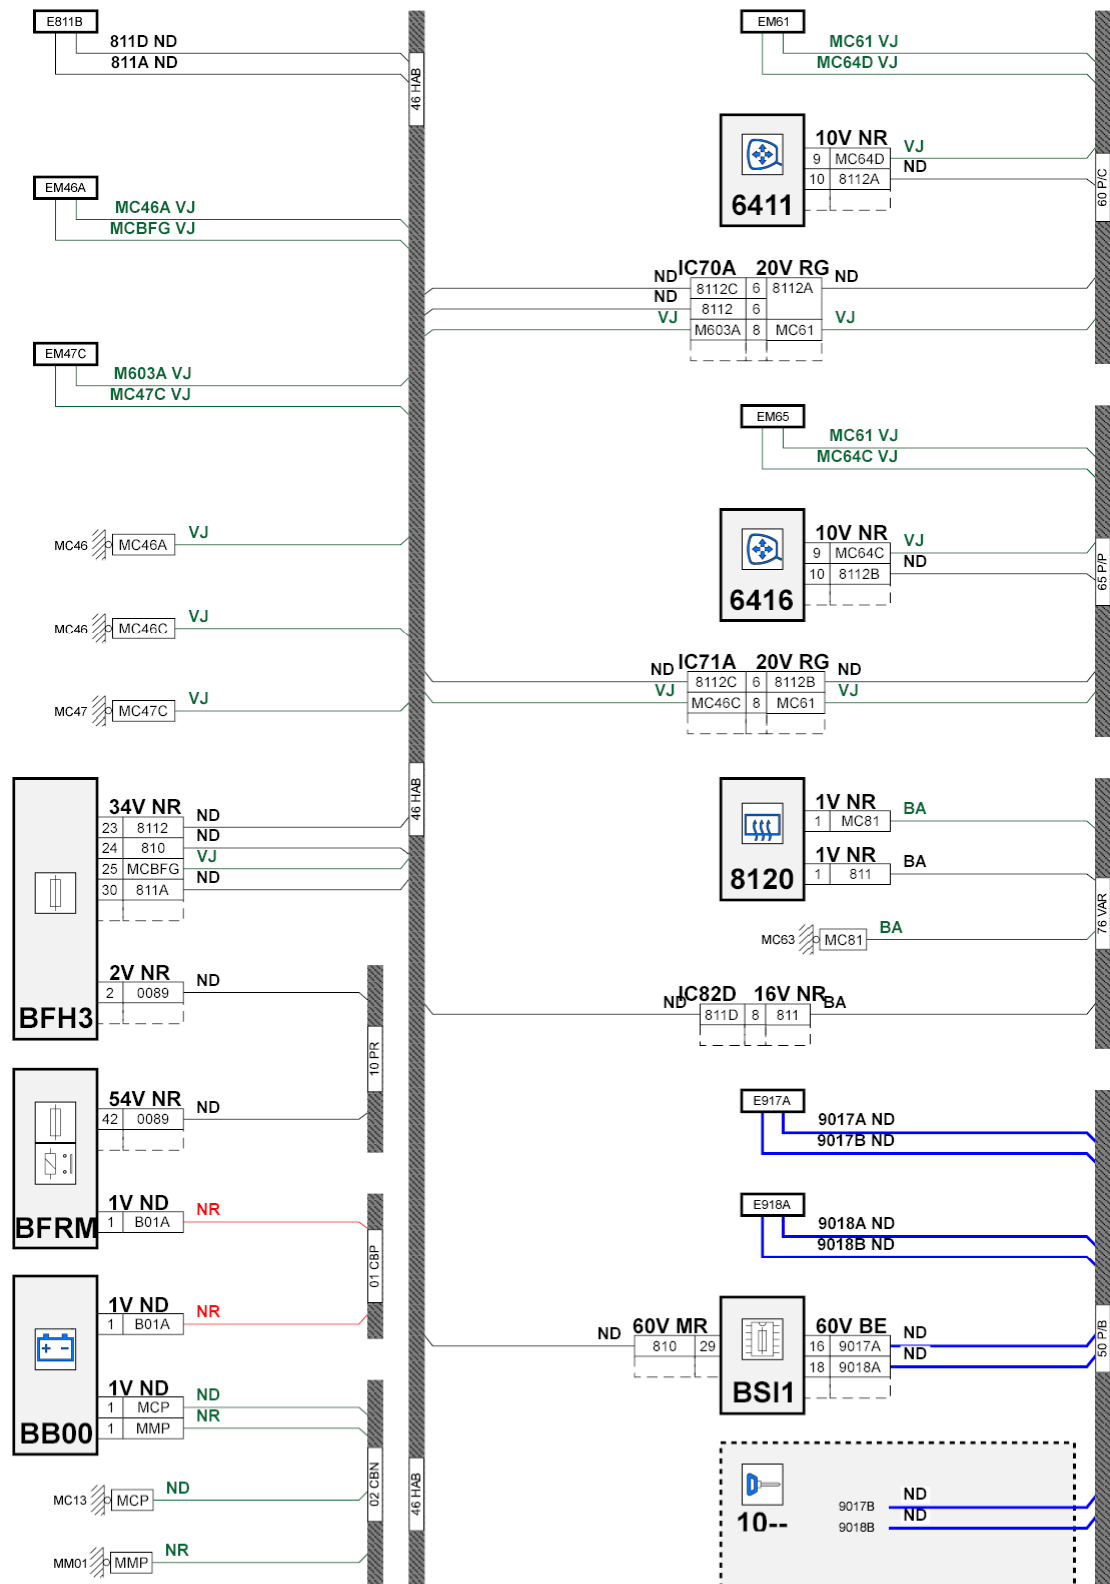 E811B
811D ND
811A ND
46 HAB
EM46A
MC46A VJ
MCBFG VJ
EM47C
M603A VJ
MC47C VJ
MC46 MC46A VJ
MC46 MC46C VJ
MC47 MC47C VJ
46 HAB
34V NR
23 8112 ND
24 810 ND
25 MCBFG VJ
30 811A ND
2V NR
2 0089 ND
BFH3
10 PR
54V NR
42 0089 ND
1V ND
1 B01A NR
BFRM
01 CBP
1V ND
1 B01A NR
1V ND
1 MCP ND
1 MMP NR
BB00
02 CBN
46 HAB
MC13 MCP ND
MM01 MMP NR
EM61
MC61 VJ
MC64D VJ
10V NR
9 MC64D VJ
10 8112A ND
6411
60 P/C
IC70A 20V RG
ND 8112C 6 8112A ND
ND 8112 6
VJ M603A 8 MC61 VJ
EM65
MC61 VJ
MC64C VJ
10V NR
9 MC64C VJ
10 8112B ND
6416
65 P/P
IC71A 20V RG
ND 8112C 6 8112B ND
VJ MC46C 8 MC61 VJ
1V NR
1 MC81 BA
1V NR
1 811 BA
8120
76 VAR
MC63 MC81 BA
IC82D 16V NR
ND 811D 8 811 BA
E917A
9017A ND
9017B ND
E918A
9018A ND
9018B ND
50 P/B
60V MR 60V BE
ND 810 29 16 9017A ND
18 9018A ND
BSI1
10--
9017B ND
9018B ND